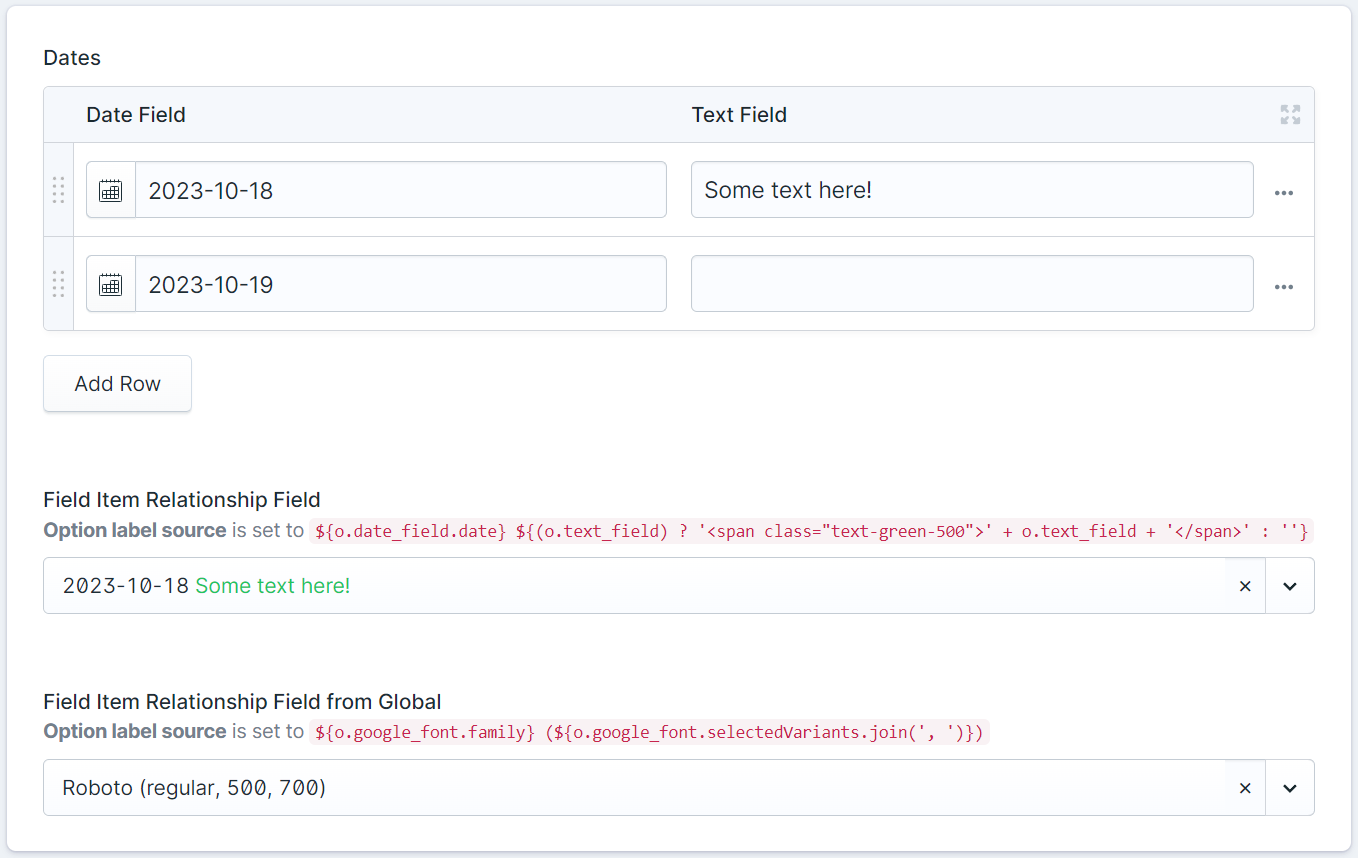 Dates
Date Field Text Field
2023-10-18 Some text here!
2023-10-19
Add Row
Field Item Relationship Field
Option label source is set to ${o.date_field.date} ${(o.text_field) ? '<span class="text-green-500">' + o.text_field + '</span>' : ''}
2023-10-18 Some text here!
Field Item Relationship Field from Global
Option label source is set to ${o.google_font.family} (${o.google_font.selectedVariants.join(', ')})
Roboto (regular, 500, 700)